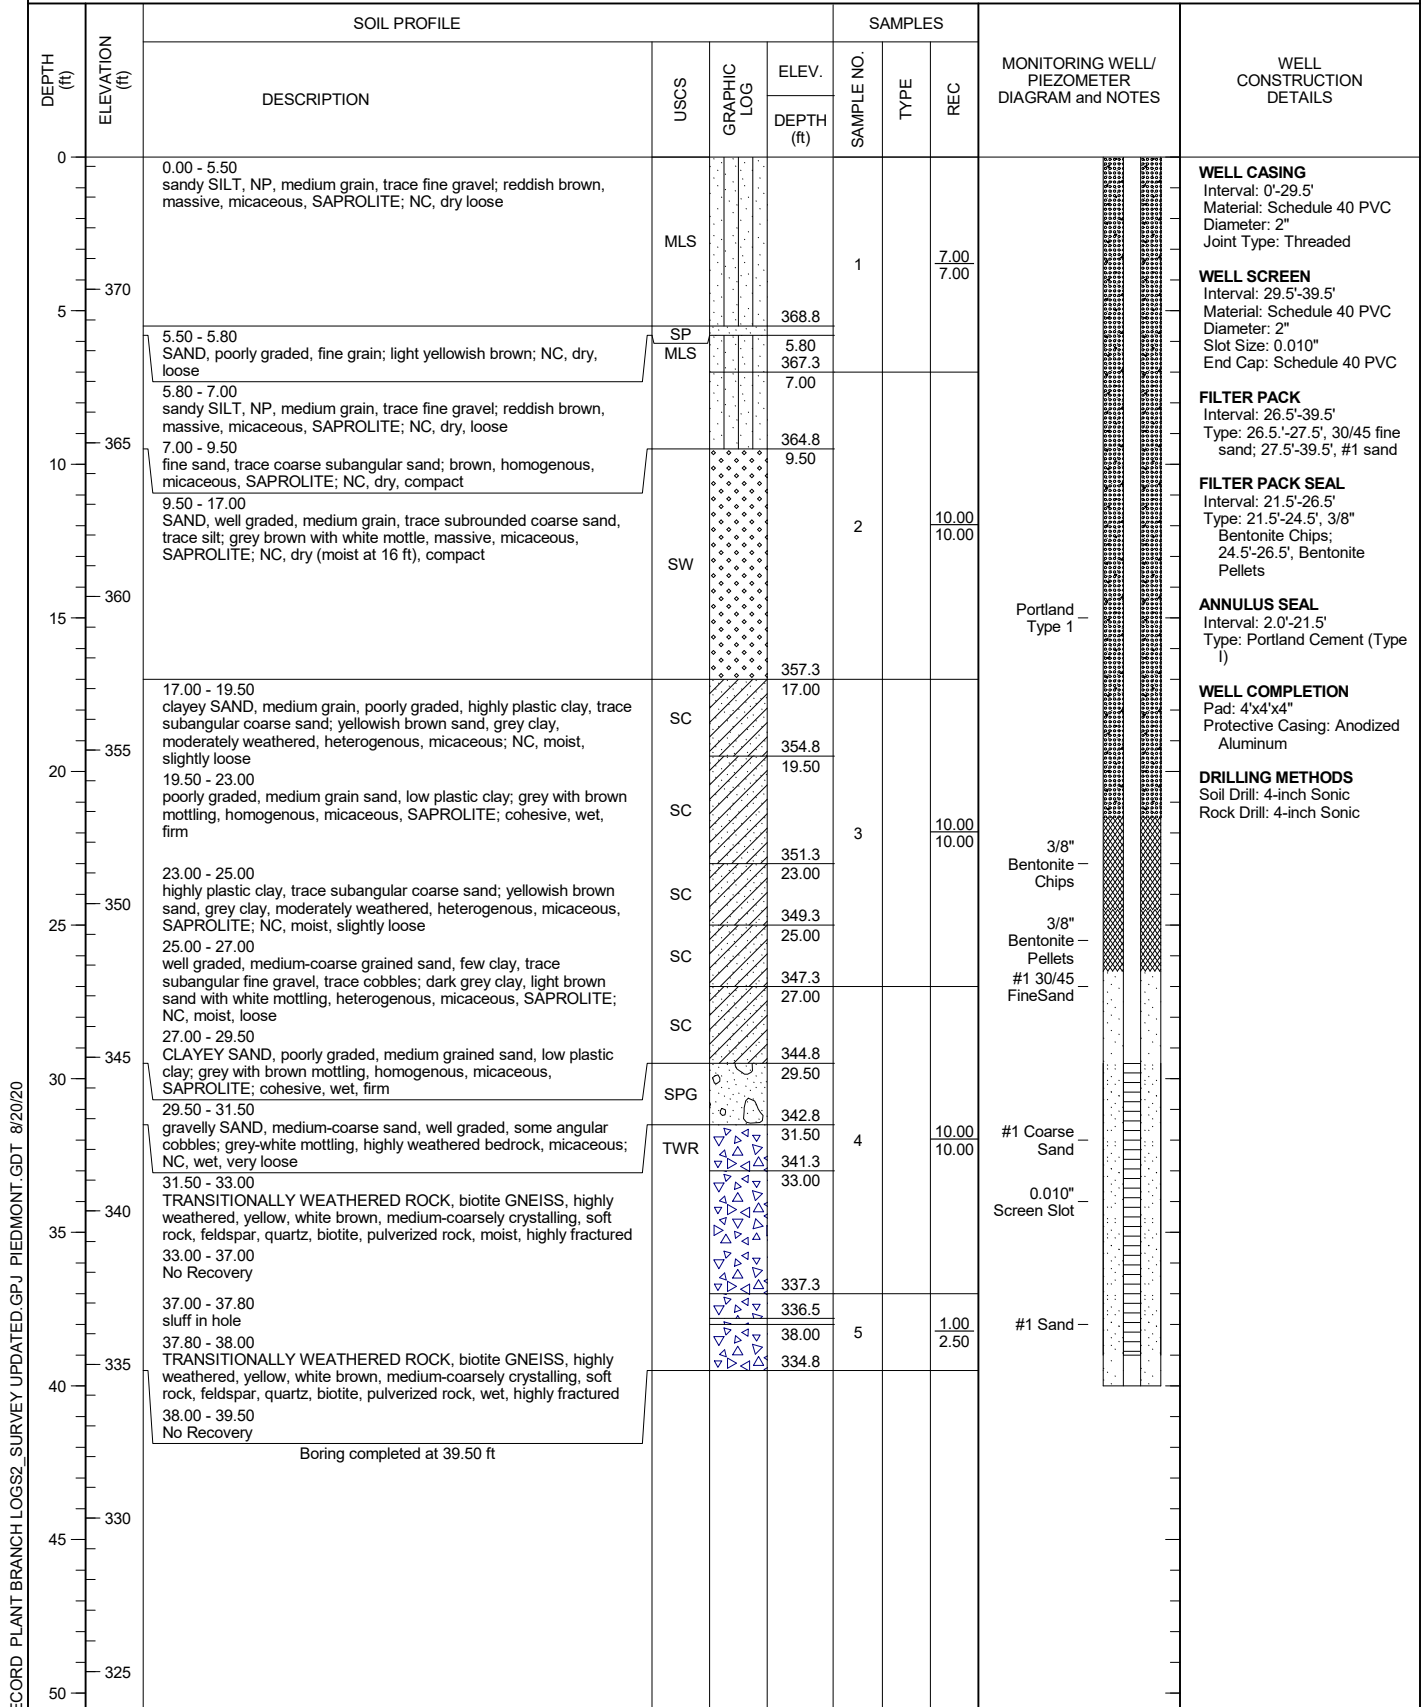 SOIL PROFILE
SAMPLES
DEPTH
(ft)
ELEVATION
(ft)
DESCRIPTION
USCS
GRAPHIC
LOG
ELEV.
DEPTH
(ft)
SAMPLE NO.
TYPE
REC
MONITORING WELL/
PIEZOMETER
DIAGRAM and NOTES
WELL
CONSTRUCTION
DETAILS
0
5
10
15
20
25
30
35
40
45
50
370
365
360
355
350
345
340
335
330
325
0.00 - 5.50
sandy SILT, NP, medium grain, trace fine gravel; reddish brown,
massive, micaceous, SAPROLITE; NC, dry loose
5.50 - 5.80
SAND, poorly graded, fine grain; light yellowish brown; NC, dry,
loose
5.80 - 7.00
sandy SILT, NP, medium grain, trace fine gravel; reddish brown,
massive, micaceous, SAPROLITE; NC, dry, loose
7.00 - 9.50
fine sand, trace coarse subangular sand; brown, homogenous,
micaceous, SAPROLITE; NC, dry, compact
9.50 - 17.00
SAND, well graded, medium grain, trace subrounded coarse sand,
trace silt; grey brown with white mottle, massive, micaceous,
SAPROLITE; NC, dry (moist at 16 ft), compact
17.00 - 19.50
clayey SAND, medium grain, poorly graded, highly plastic clay, trace
subangular coarse sand; yellowish brown sand, grey clay,
moderately weathered, heterogenous, micaceous; NC, moist,
slightly loose
19.50 - 23.00
poorly graded, medium grain sand, low plastic clay; grey with brown
mottling, homogenous, micaceous, SAPROLITE; cohesive, wet,
firm
23.00 - 25.00
highly plastic clay, trace subangular coarse sand; yellowish brown
sand, grey clay, moderately weathered, heterogenous, micaceous,
SAPROLITE; NC, moist, slightly loose
25.00 - 27.00
well graded, medium-coarse grained sand, few clay, trace
subangular fine gravel, trace cobbles; dark grey clay, light brown
sand with white mottling, heterogenous, micaceous, SAPROLITE;
NC, moist, loose
27.00 - 29.50
CLAYEY SAND, poorly graded, medium grained sand, low plastic
clay; grey with brown mottling, homogenous, micaceous,
SAPROLITE; cohesive, wet, firm
29.50 - 31.50
gravelly SAND, medium-coarse sand, well graded, some angular
cobbles; grey-white mottling, highly weathered bedrock, micaceous;
NC, wet, very loose
31.50 - 33.00
TRANSITIONALLY WEATHERED ROCK, biotite GNEISS, highly
weathered, yellow, white brown, medium-coarsely crystalling, soft
rock, feldspar, quartz, biotite, pulverized rock, moist, highly fractured
33.00 - 37.00
No Recovery
37.00 - 37.80
sluff in hole
37.80 - 38.00
TRANSITIONALLY WEATHERED ROCK, biotite GNEISS, highly
weathered, yellow, white brown, medium-coarsely crystalling, soft
rock, feldspar, quartz, biotite, pulverized rock, wet, highly fractured
38.00 - 39.50
No Recovery
Boring completed at 39.50 ft
MLS
SP
MLS
SW
SC
SC
SC
SC
SC
SPG
TWR
368.8
5.80
367.3
7.00
364.8
9.50
357.3
17.00
354.8
19.50
351.3
23.00
349.3
25.00
347.3
27.00
344.8
29.50
342.8
31.50
341.3
33.00
337.3
336.5
38.00
334.8
1
2
3
4
5
7.00
7.00
10.00
10.00
10.00
10.00
10.00
10.00
1.00
2.50
Portland
Type 1
3/8"
Bentonite
Chips
3/8"
Bentonite
Pellets
#1 30/45
FineSand
#1 Coarse
Sand
0.010"
Screen Slot
#1 Sand
WELL CASING
Interval: 0'-29.5'
Material: Schedule 40 PVC
Diameter: 2"
Joint Type: Threaded
WELL SCREEN
Interval: 29.5'-39.5'
Material: Schedule 40 PVC
Diameter: 2"
Slot Size: 0.010"
End Cap: Schedule 40 PVC
FILTER PACK
Interval: 26.5'-39.5'
Type: 26.5.'-27.5', 30/45 fine
sand; 27.5'-39.5', #1 sand
FILTER PACK SEAL
Interval: 21.5'-26.5'
Type: 21.5'-24.5', 3/8"
Bentonite Chips;
24.5'-26.5', Bentonite
Pellets
ANNULUS SEAL
Interval: 2.0'-21.5'
Type: Portland Cement (Type
I)
WELL COMPLETION
Pad: 4'x4'x4"
Protective Casing: Anodized
Aluminum
DRILLING METHODS
Soil Drill: 4-inch Sonic
Rock Drill: 4-inch Sonic
PLANT BRANCH LOGS2_SURVEY UPDATED.GPJ PIEDMONT.GDT 8/20/20